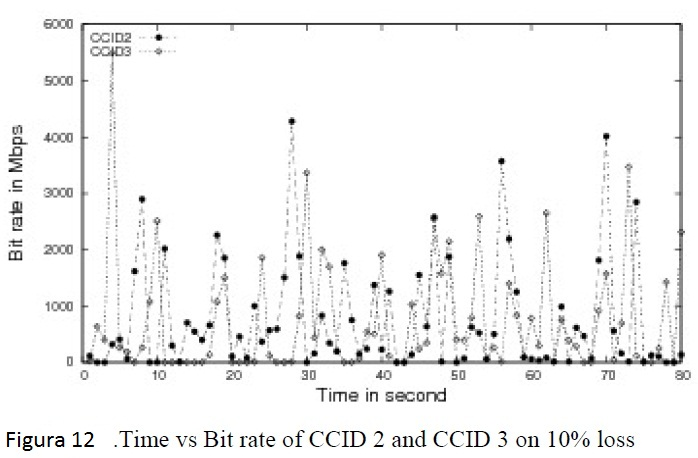 6000
5000
4000
3000
2000
1000
0
CCID2
CCID3
Bit rate in Mbps
0 10 20 30 40 50 60 70 80
Time in second
Figura 12 .Time vs Bit rate of CCID 2 and CCID 3 on 10% loss